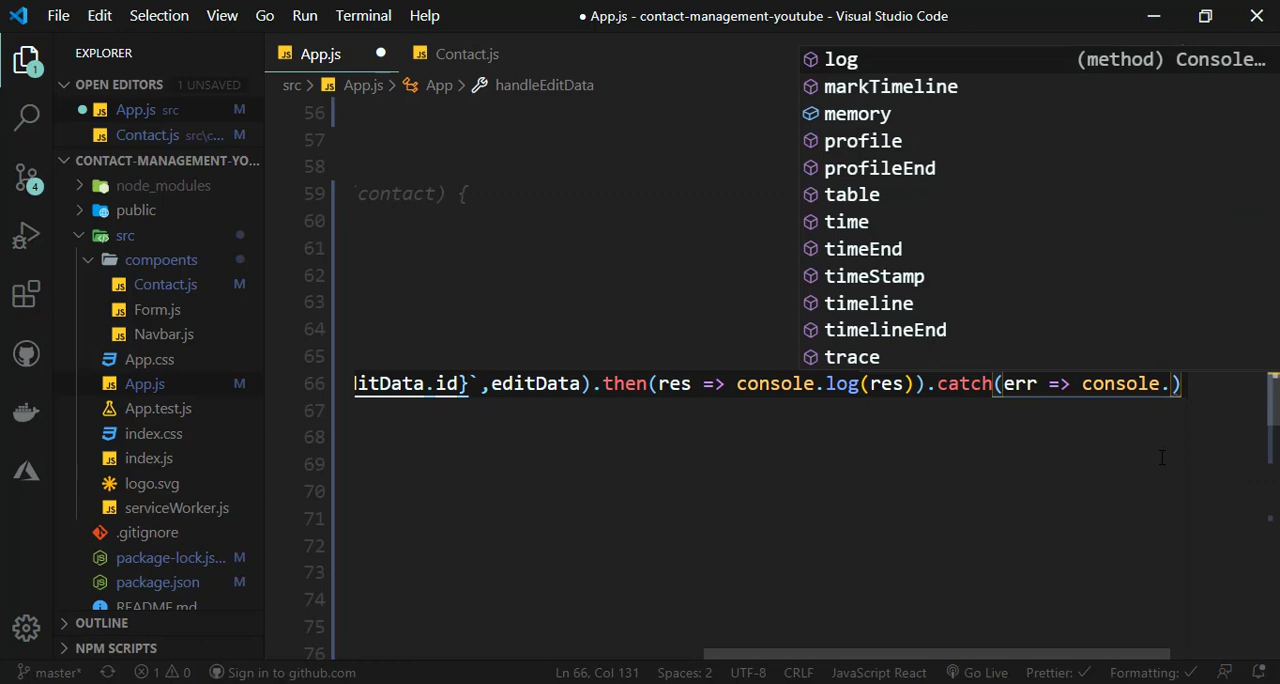 File Edit Selection View Go Run Terminal Help
● App.js - contact-management-youtube - Visual Studio Code
EXPLORER
OPEN EDITORS 1 UNSAVED
App.js src M
Contact.js src\c... M
CONTACT-MANAGEMENT-YO...
node_modules
public
src
compoents
Contact.js M
Form.js
Navbar.js
App.css
App.js M
App.test.js
index.css
index.js
logo.svg
serviceWorker.js
.gitignore
package-lock.js... M
package.json M
README.md
OUTLINE
NPM SCRIPTS
1
4
App.js
Contact.js
src > App.js > App > handleEditData
56
57
58
59 contact) {
60
61
62
63
64
65
66 itData.id}`,editData).then(res => console.log(res)).catch(err => console.)
67
68
69
70
71
72
73
74
75
76
log (method) Console…
markTimeline
memory
profile
profileEnd
table
time
timeEnd
timeStamp
timeline
timelineEnd
trace
master* 1 0 Sign in to github.com Ln 66, Col 131 Spaces: 2 UTF-8 CRLF JavaScript React Go Live Prettier: ✓ Formatting: ✓